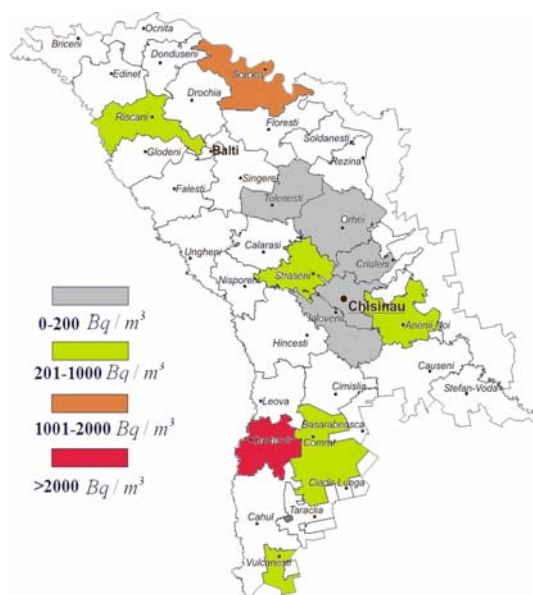 Ocnita
Briceni
Donduseni
Edinet
Soroca
Drochia
Riscani
Floresti
Soldanesti
Glodeni
Balti
Rezina
Singerei
Falesti
Telenesti
Orhei
Calarasi
Ungheni
Criuleni
Straseni
Nisporeni
Chisinau
Ialoveni
Anenii Noi
0-200 Bq / m³
Hincesti
Causeni
201-1000 Bq / m³
Cimislia
Stefan-Voda
Leova
1001-2000 Bq / m³
Basarabeasca
Comrat
>2000 Bq / m³
Ciadir-Lunga
Taraclia
Cahul
Vulcanesti